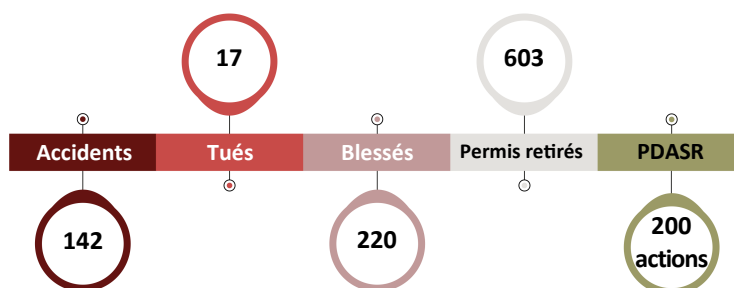 17
603
Accidents
Tués
Blessés
Permis retirés
PDASR
142
220
200
actions